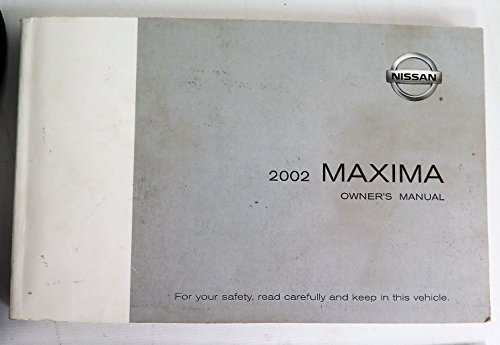 NISSAN
2002 MAXIMA
OWNER'S MANUAL
For your safety, read carefully and keep in this vehicle.